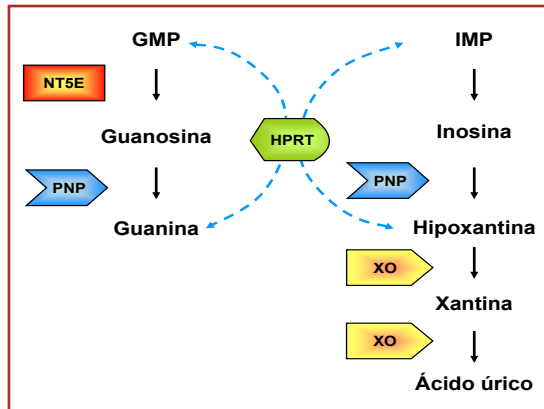 GMP
IMP
NT5E
Guanosina
HPRT
Inosina
PNP
PNP
Guanina
Hipoxantina
XO
Xantina
XO
Ácido úrico